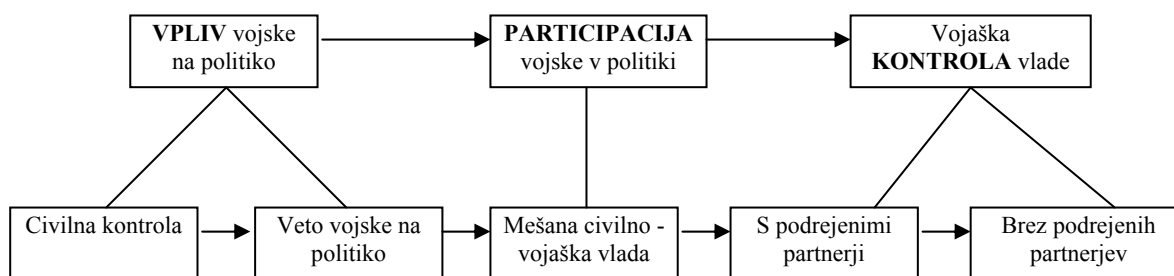 VPLIV vojske
na politiko
PARTICIPACIJA
vojske v politiki
Vojaška
KONTROLA vlade
Civilna kontrola
Veto vojske na
politiko
Mešana civilno -
vojaška vlada
S podrejenimi
partnerji
Brez podrejenih
partnerjev